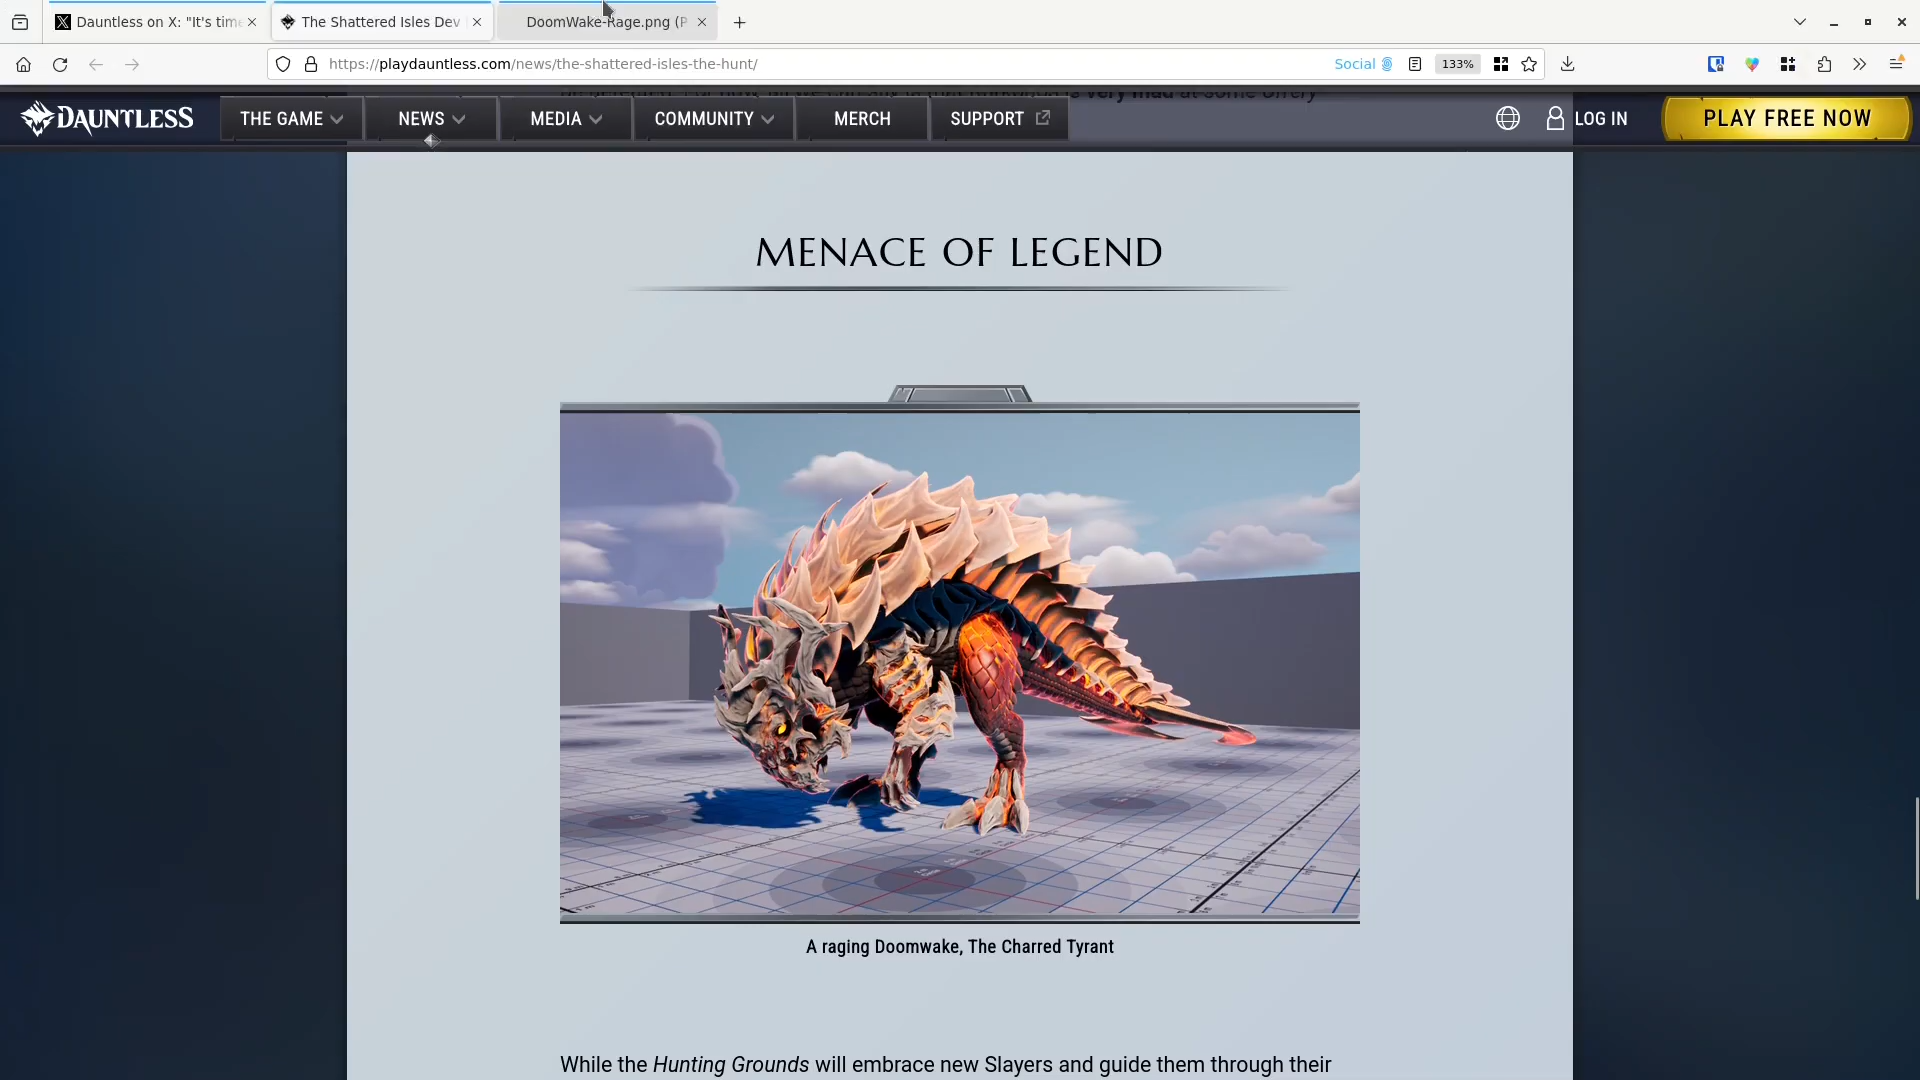 Dauntless on X: "It's time
The Shattered Isles Dev
DoomWake-Rage.png (P
https://playdauntless.com/news/the-shattered-isles-the-hunt/
Social
133%
DAUNTLESS
THE GAME
NEWS
MEDIA
COMMUNITY
MERCH
SUPPORT
LOG IN
PLAY FREE NOW
MENACE OF LEGEND
A raging Doomwake, The Charred Tyrant
While the Hunting Grounds will embrace new Slayers and guide them through their